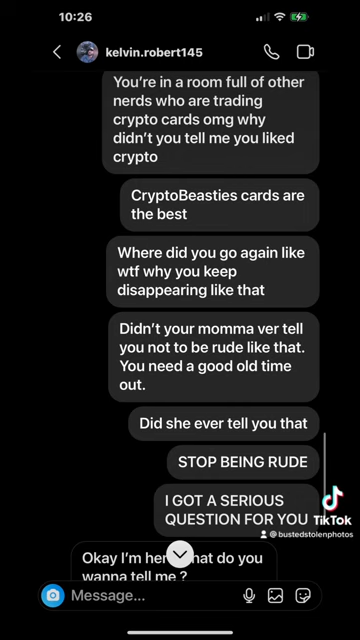 10:26
kelvin.robert145
You're in a room full of other
nerds who are trading
crypto cards omg why
didn't you tell me you liked
crypto
CryptoBeasties cards are
the best
Where did you go again like
wtf why you keep
disappearing like that
Didn't your momma ver tell
you not to be rude like that.
You need a good old time
out.
Did she ever tell you that
STOP BEING RUDE
I GOT A SERIOUS
QUESTION FOR YOU
TikTok
@bustedstolenphotos
Okay I'm her hat do you
wanna tell me ?
Message...